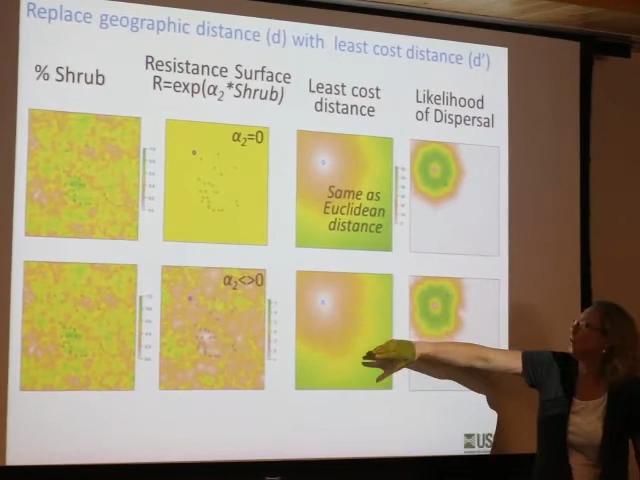 Replace geographic distance (d) with least cost distance (d')
% Shrub
Resistance Surface
R=exp(α₂*Shrub)
Least cost
distance
Likelihood
of Dispersal
α₂=0
Same as
Euclidean
distance
α₂<>0
US